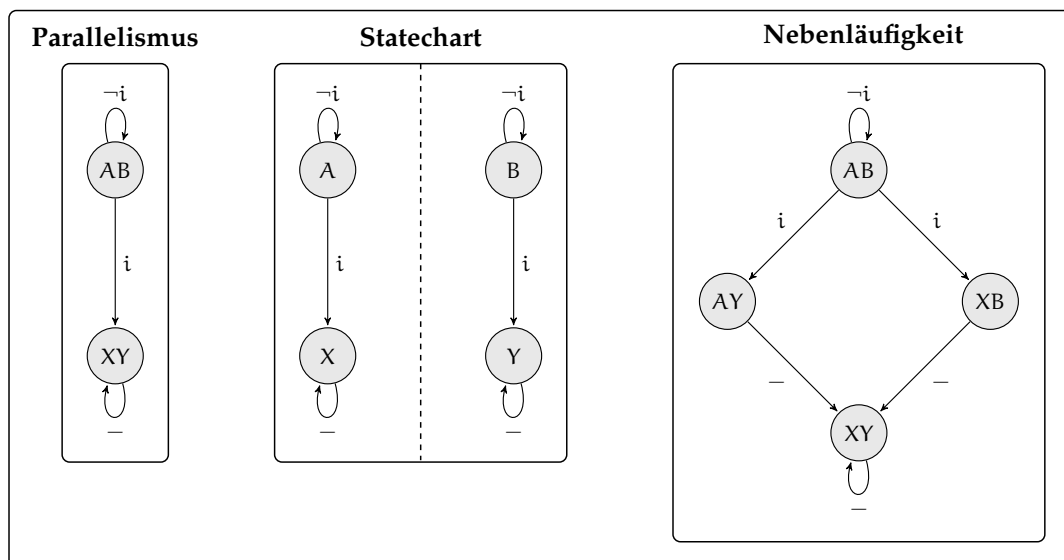 Parallelismus
Statechart
Nebenläufigkeit
¬i
AB
i
XY
–
¬i
A
i
X
–
¬i
B
i
Y
–
¬i
AB
i
i
AY
XB
–
–
XY
–